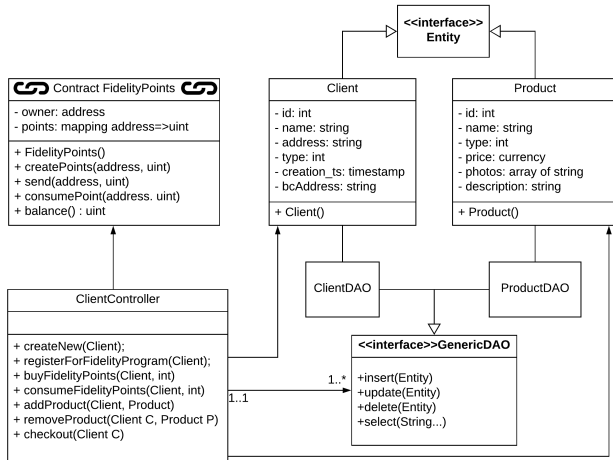 <<interface>>
Entity
Contract FidelityPoints
- owner: address
- points: mapping address=>uint
+ FidelityPoints()
+ createPoints(address, uint)
+ send(address, uint)
+ consumePoint(address. uint)
+ balance() : uint
Client
- id: int
- name: string
- address: string
- type: int
- creation_ts: timestamp
- bcAddress: string
+ Client()
Product
- id: int
- name: string
- type: int
- price: currency
- photos: array of string
- description: string
+ Product()
ClientDAO
ProductDAO
ClientController
+ createNew(Client);
+ registerForFidelityProgram(Client);
+ buyFidelityPoints(Client, int)
+ consumeFidelityPoints(Client, int)
+ addProduct(Client, Product)
+ removeProduct(Client C, Product P)
+ checkout(Client C)
1..1
1..*
<<interface>>GenericDAO
+insert(Entity)
+update(Entity)
+delete(Entity)
+select(String...)